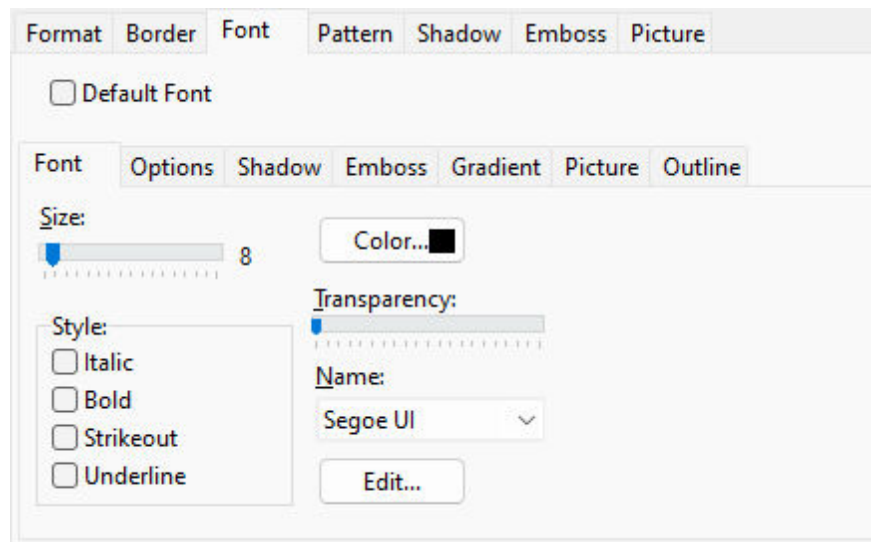 Format Border Font Pattern Shadow Emboss Picture
Default Font
Font Options Shadow Emboss Gradient Picture Outline
Size:
8
Color...
Transparency:
Style:
Italic
Bold
Strikeout
Underline
Name:
Segoe UI
Edit...